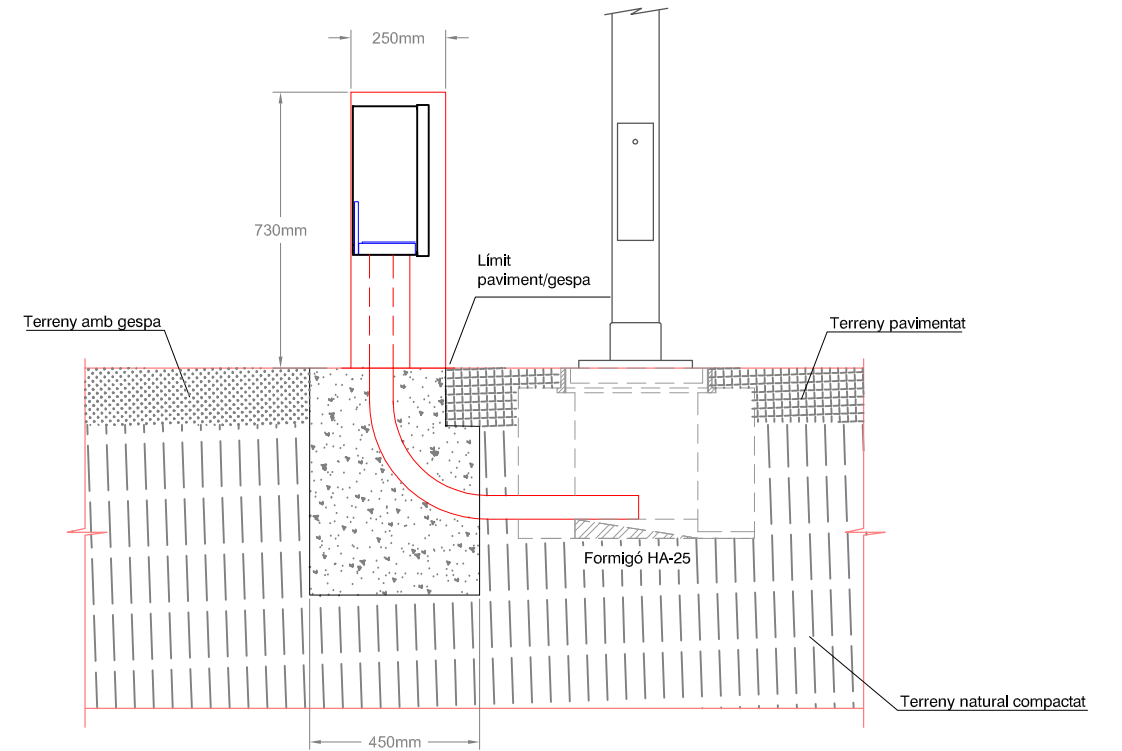 250mm
730mm
Límit
paviment/gespa
Terreny amb gespa
Terreny pavimentat
Formigó HA-25
Terreny natural compactat
450mm